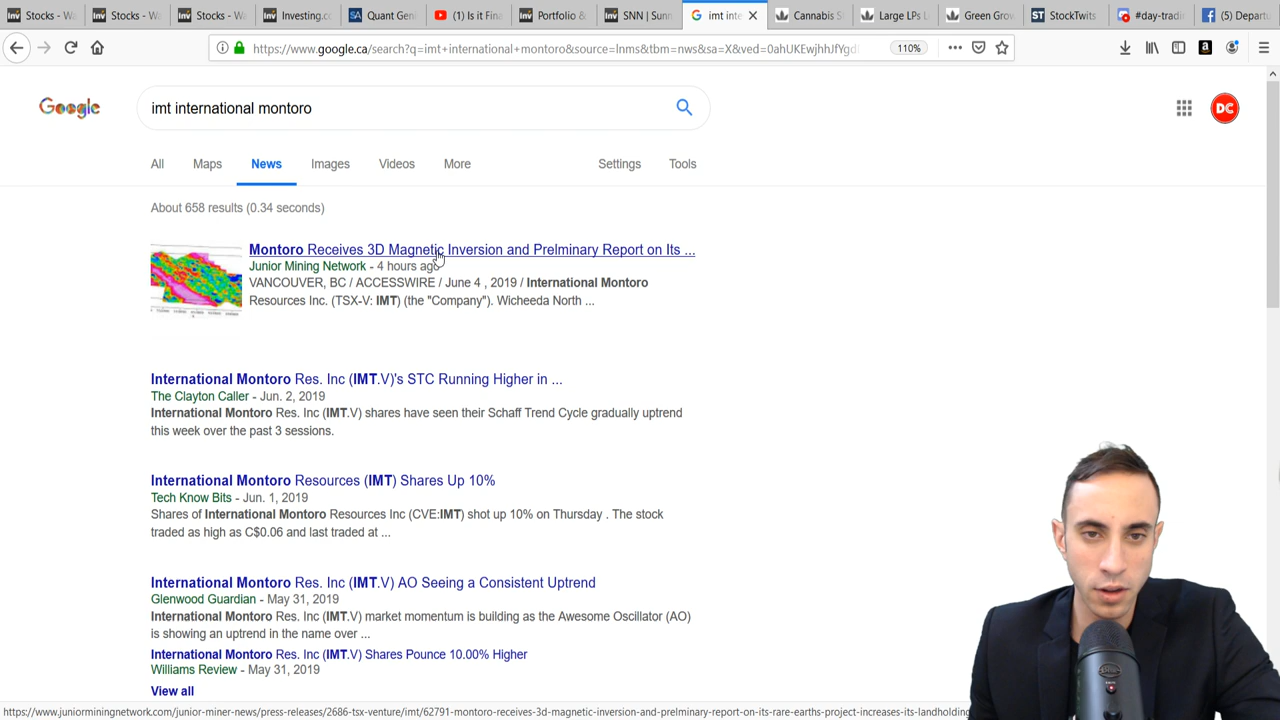 Stocks - Wa
Stocks - Wa
Stocks - Wa
Investing.co
Quant Geni
(1) Is it Fina
Portfolio &
SNN | Sunn
imt inte
Cannabis S
Large LPs L
Green Grow
StockTwits
#day-tradi
(5) Departu
https://www.google.ca/search?q=imt+international+montoro&source=lnms&tbm=nws&sa=X&ved=0ahUKEwjhhJfYgd
110%
Google
imt international montoro
DC
All
Maps
News
Images
Videos
More
Settings
Tools
About 658 results (0.34 seconds)
Montoro Receives 3D Magnetic Inversion and Prelminary Report on Its ...
Junior Mining Network - 4 hours ago
VANCOUVER, BC / ACCESSWIRE / June 4 , 2019 / International Montoro
Resources Inc. (TSX-V: IMT) (the "Company"). Wicheeda North ...
International Montoro Res. Inc (IMT.V)'s STC Running Higher in ...
The Clayton Caller - Jun. 2, 2019
International Montoro Res. Inc (IMT.V) shares have seen their Schaff Trend Cycle gradually uptrend
this week over the past 3 sessions.
International Montoro Resources (IMT) Shares Up 10%
Tech Know Bits - Jun. 1, 2019
Shares of International Montoro Resources Inc (CVE:IMT) shot up 10% on Thursday . The stock
traded as high as C$0.06 and last traded at ...
International Montoro Res. Inc (IMT.V) AO Seeing a Consistent Uptrend
Glenwood Guardian - May 31, 2019
International Montoro Res. Inc (IMT.V) market momentum is building as the Awesome Oscillator (AO)
is showing an uptrend in the name over ...
International Montoro Res. Inc (IMT.V) Shares Pounce 10.00% Higher
Williams Review - May 31, 2019
View all
https://www.juniorminingnetwork.com/junior-miner-news/press-releases/2686-tsx-venture/imt/62791-montoro-receives-3d-magnetic-inversion-and-prelminary-report-on-its-rare-earths-project-increases-its-landholding